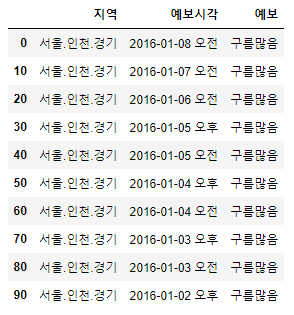 지역 예보시각 예보
0 서울.인천.경기 2016-01-08 오전 구름많음
10 서울.인천.경기 2016-01-07 오전 구름많음
20 서울.인천.경기 2016-01-06 오전 구름많음
30 서울.인천.경기 2016-01-05 오후 구름많음
40 서울.인천.경기 2016-01-05 오전 구름많음
50 서울.인천.경기 2016-01-04 오후 구름많음
60 서울.인천.경기 2016-01-04 오전 구름많음
70 서울.인천.경기 2016-01-03 오후 구름많음
80 서울.인천.경기 2016-01-03 오전 구름많음
90 서울.인천.경기 2016-01-02 오후 구름많음